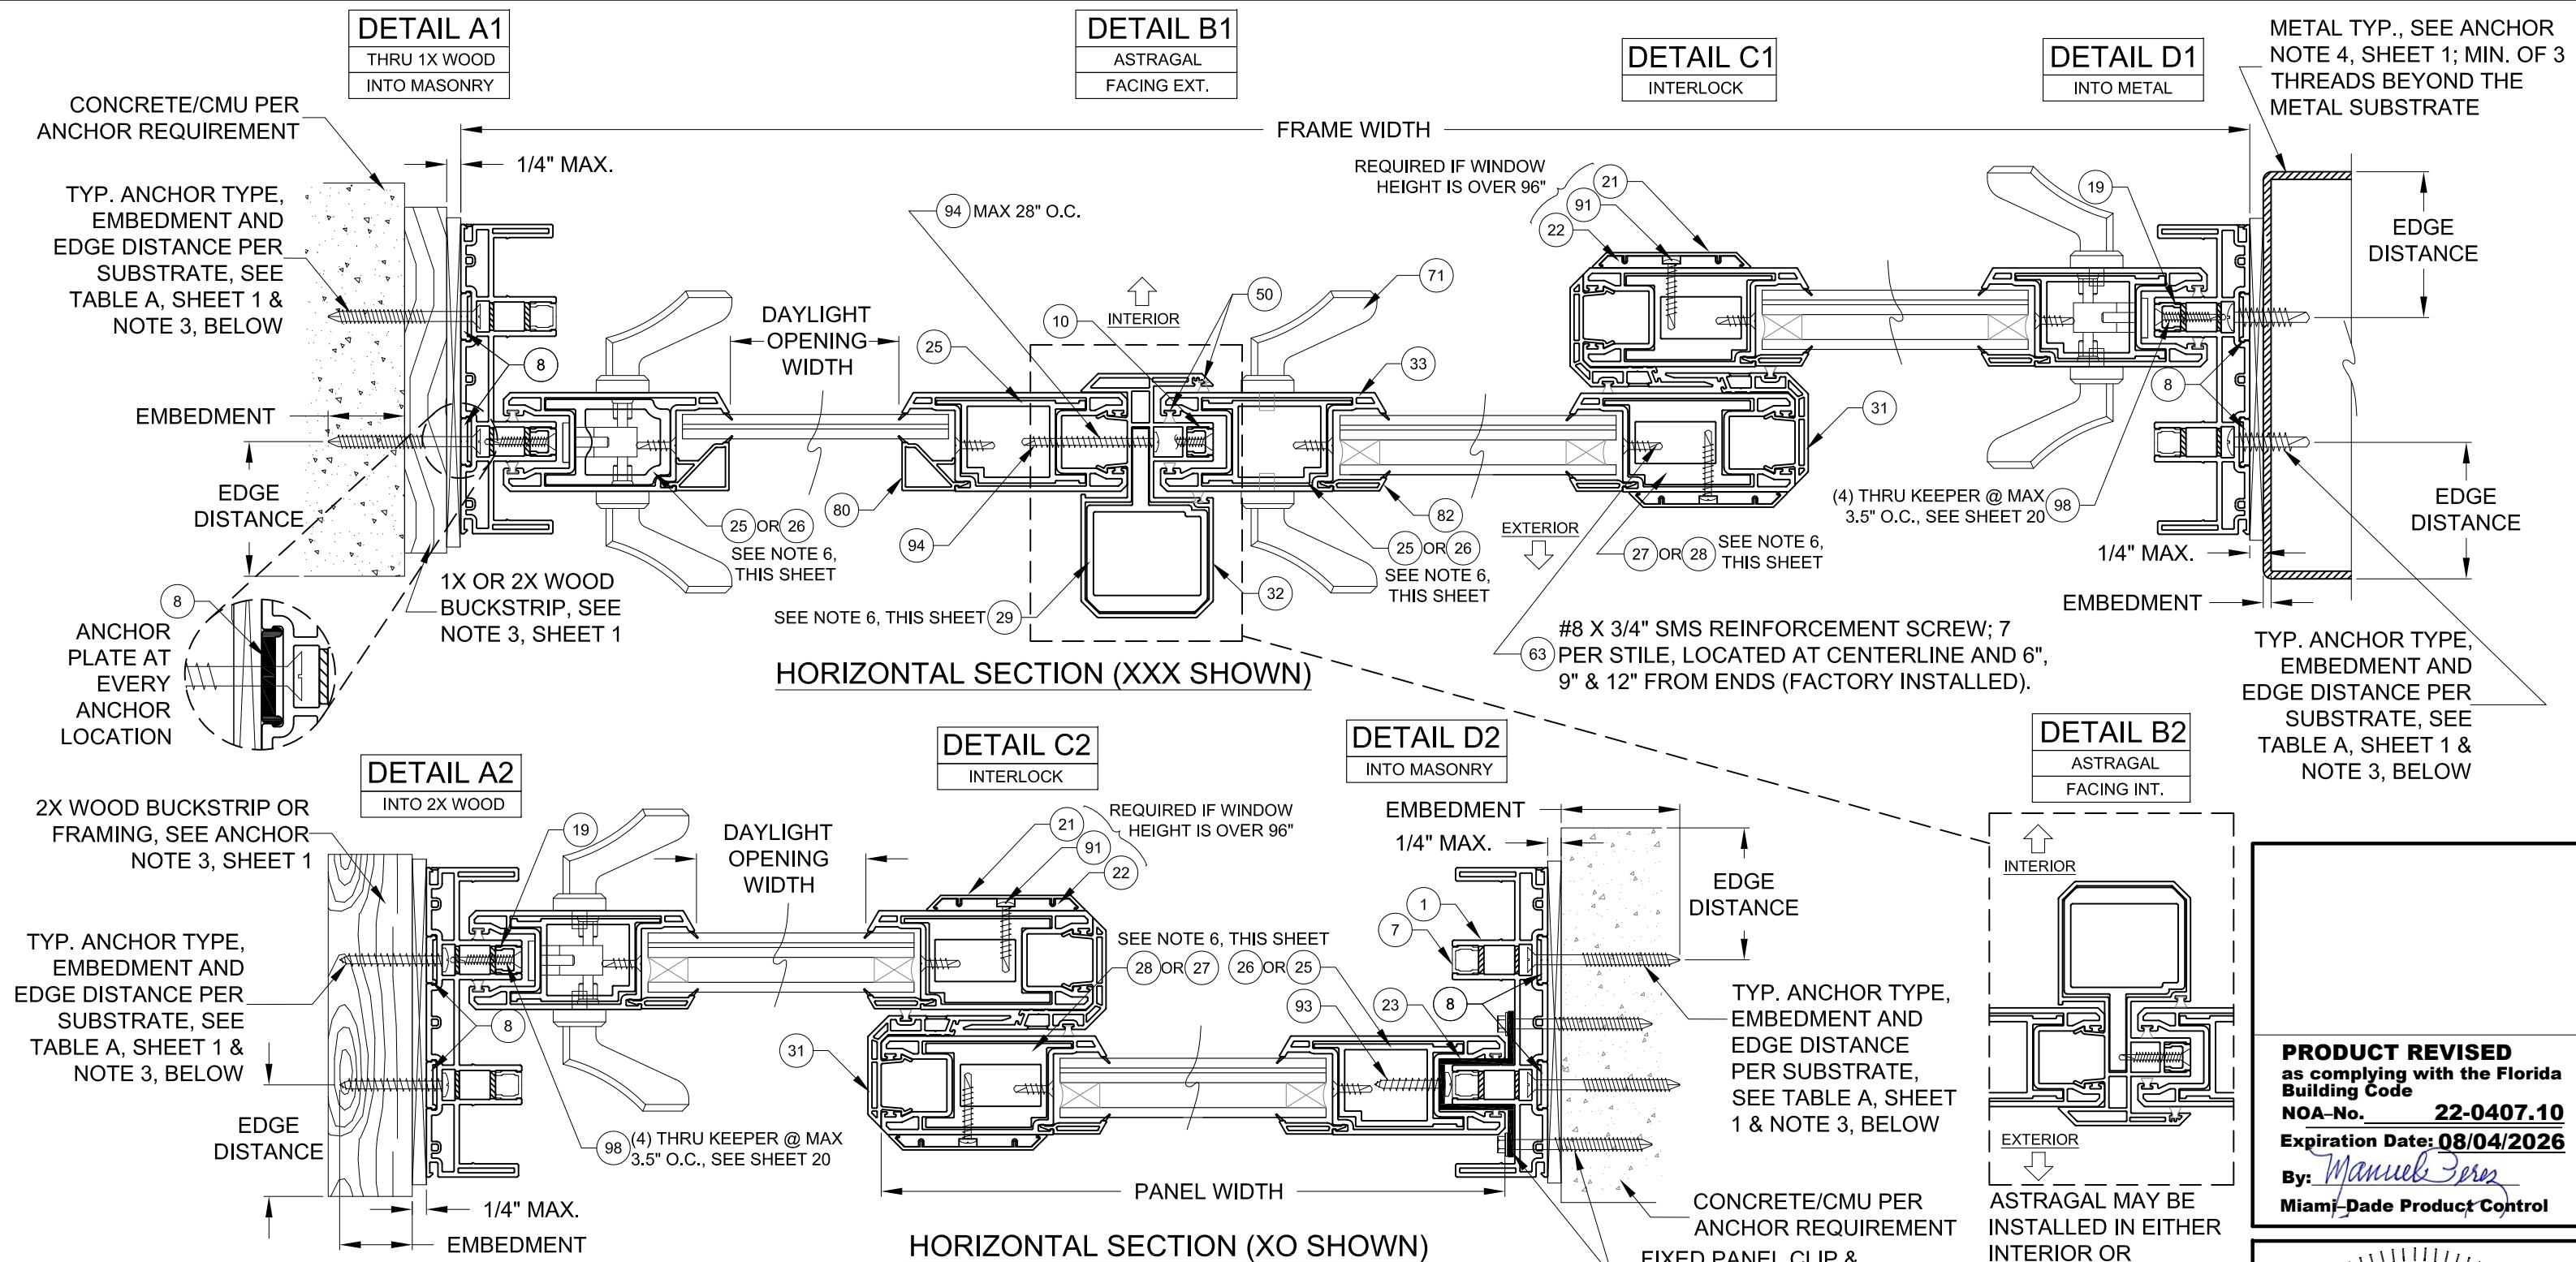 DETAIL A1
THRU 1X WOOD
INTO MASONRY
DETAIL B1
ASTRAGAL
FACING EXT.
DETAIL C1
INTERLOCK
DETAIL D1
INTO METAL
METAL TYP., SEE ANCHOR
NOTE 4, SHEET 1; MIN. OF 3
THREADS BEYOND THE
METAL SUBSTRATE
CONCRETE/CMU PER
ANCHOR REQUIREMENT
FRAME WIDTH
1/4" MAX.
TYP. ANCHOR TYPE,
EMBEDMENT AND
EDGE DISTANCE PER
SUBSTRATE, SEE
TABLE A, SHEET 1 &
NOTE 3, BELOW
94 MAX 28" O.C.
REQUIRED IF WINDOW
HEIGHT IS OVER 96"
21
91
22
19
EDGE
DISTANCE
DAYLIGHT
OPENING
WIDTH
INTERIOR
50
71
10
25
33
8
8
31
EMBEDMENT
EDGE
DISTANCE
25 OR 26
SEE NOTE 6,
THIS SHEET
80
94
82
25 OR 26
SEE NOTE 6,
THIS SHEET
EXTERIOR
27 OR 28 SEE NOTE 6,
THIS SHEET
(4) THRU KEEPER @ MAX
3.5" O.C., SEE SHEET 20 98
EDGE
DISTANCE
1/4" MAX.
EMBEDMENT
1X OR 2X WOOD
BUCKSTRIP, SEE
NOTE 3, SHEET 1
8
ANCHOR
PLATE AT
EVERY
ANCHOR
LOCATION
SEE NOTE 6, THIS SHEET 29
32
63 #8 X 3/4" SMS REINFORCEMENT SCREW; 7
PER STILE, LOCATED AT CENTERLINE AND 6",
9" & 12" FROM ENDS (FACTORY INSTALLED).
TYP. ANCHOR TYPE,
EMBEDMENT AND
EDGE DISTANCE PER
SUBSTRATE, SEE
TABLE A, SHEET 1 &
NOTE 3, BELOW
HORIZONTAL SECTION (XXX SHOWN)
DETAIL A2
INTO 2X WOOD
DETAIL C2
INTERLOCK
DETAIL D2
INTO MASONRY
DETAIL B2
ASTRAGAL
FACING INT.
2X WOOD BUCKSTRIP OR
FRAMING, SEE ANCHOR
NOTE 3, SHEET 1
19
DAYLIGHT
OPENING
WIDTH
21
91
22
REQUIRED IF WINDOW
HEIGHT IS OVER 96"
EMBEDMENT
1/4" MAX.
EDGE
DISTANCE
1
7
INTERIOR
TYP. ANCHOR TYPE,
EMBEDMENT AND
EDGE DISTANCE PER
SUBSTRATE, SEE
TABLE A, SHEET 1 &
NOTE 3, BELOW
8
SEE NOTE 6, THIS SHEET
28 OR 27 26 OR 25
93
23
8
31
TYP. ANCHOR TYPE,
EMBEDMENT AND
EDGE DISTANCE
PER SUBSTRATE,
SEE TABLE A, SHEET
1 & NOTE 3, BELOW
EDGE
DISTANCE
98 (4) THRU KEEPER @ MAX
3.5" O.C., SEE SHEET 20
1/4" MAX.
EMBEDMENT
PANEL WIDTH
HORIZONTAL SECTION (XO SHOWN)
CONCRETE/CMU PER
ANCHOR REQUIREMENT
FIXED PANEL CLIP &
EXTERIOR
ASTRAGAL MAY BE
INSTALLED IN EITHER
INTERIOR OR
PRODUCT REVISED
as complying with the Florida
Building Code
NOA-No. 22-0407.10
Expiration Date: 08/04/2026
By: Manuel Perez
Miami-Dade Product Control